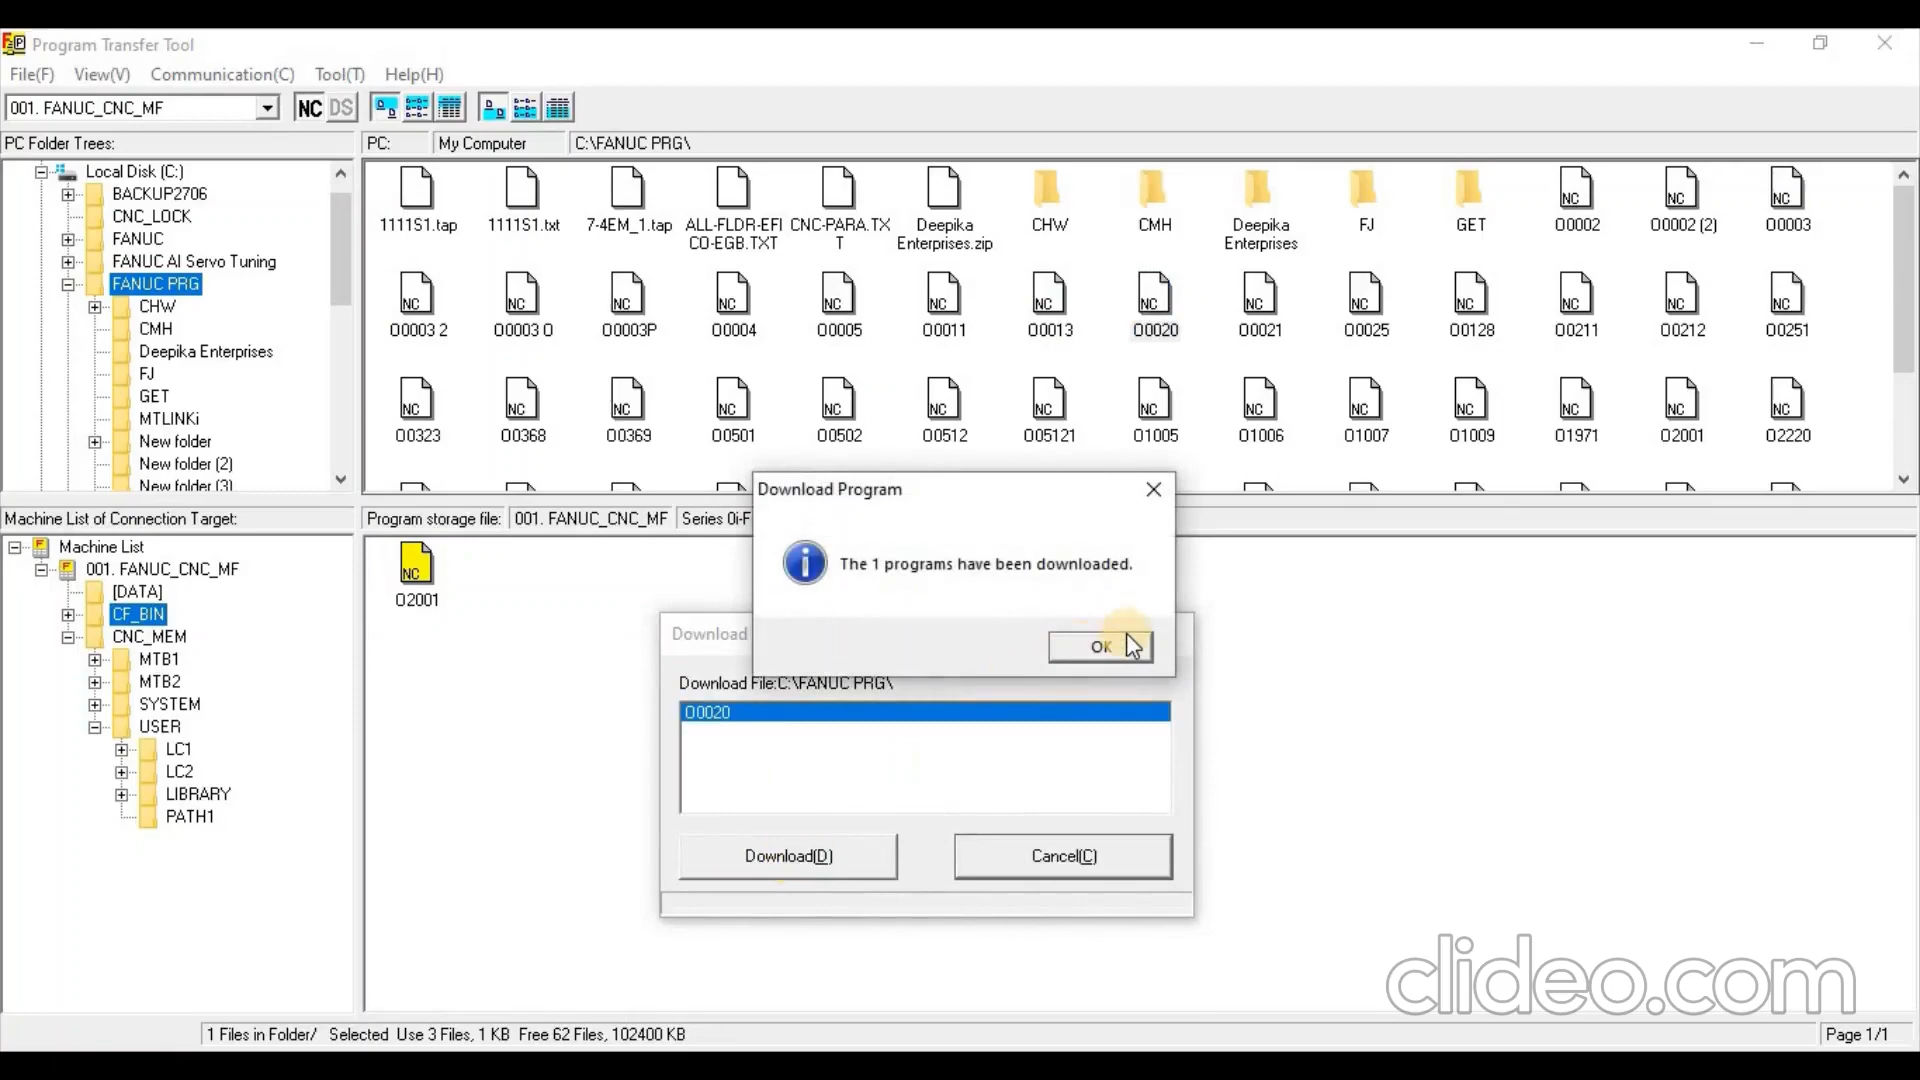 Program Transfer Tool
File(F) View(V) Communication(C) Tool(T) Help(H)
001. FANUC_CNC_MF NC DS
PC Folder Trees: PC: My Computer C:\FANUC PRG\
Local Disk (C:)
BACKUP2706
CNC_LOCK
FANUC
FANUC AI Servo Tuning
FANUC PRG
CHW
CMH
Deepika Enterprises
FJ
GET
MTLINKi
New folder
New folder (2)
New folder (3)
1111S1.tap 1111S1.txt 7-4EM_1.tap ALL-FLDR-EFI CNC-PARA.TX Deepika CHW CMH Deepika FJ GET O0002 O0002 (2) O0003
CO-EGB.TXT T Enterprises.zip Enterprises
O0003 2 O0003 O O0003P O0004 O0005 O0011 O0013 O0020 O0021 O0025 O0128 O0211 O0212 O0251
O0323 O0368 O0369 O0501 O0502 O0512 O05121 O1005 O1006 O1007 O1009 O1971 O2001 O2220
Machine List of Connection Target: Program storage file: 001. FANUC_CNC_MF Series 0i-F
Machine List
001. FANUC_CNC_MF
[DATA]
CF_BIN
CNC_MEM
MTB1
MTB2
SYSTEM
USER
LC1
LC2
LIBRARY
PATH1
NC
O2001
Download Program
The 1 programs have been downloaded.
OK
Download
Download File:C:\FANUC PRG\
O0020
Download(D) Cancel(C)
clideo.com
1 Files in Folder/ Selected Use 3 Files, 1 KB Free 62 Files, 102400 KB Page 1/1